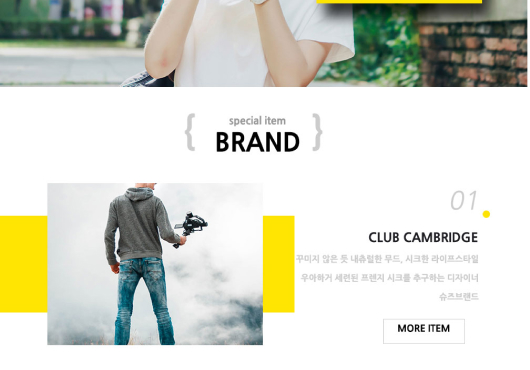 special item
{ BRAND }
01
CLUB CAMBRIDGE
꾸미지 않은 듯 내츄럴한 무드, 시크한 라이프스타일
우아하거 세련된 프렌치 시크를 추구하는 디자이너
슈즈브랜드
MORE ITEM